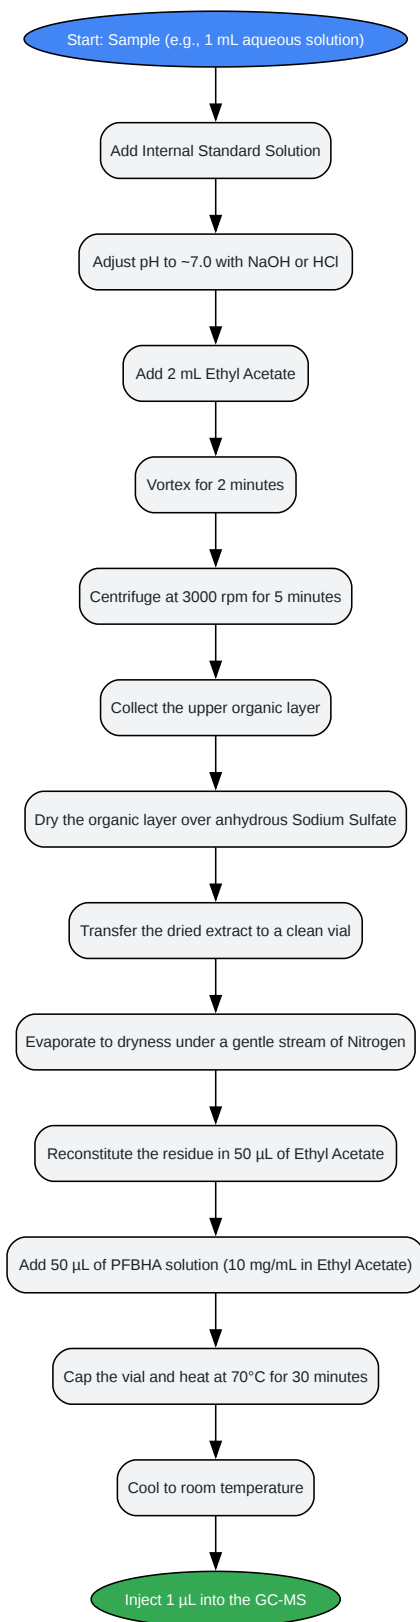 Start: Sample (e.g., 1 mL aqueous solution)
Add Internal Standard Solution
Adjust pH to ~7.0 with NaOH or HCl
Add 2 mL Ethyl Acetate
Vortex for 2 minutes
Centrifuge at 3000 rpm for 5 minutes
Collect the upper organic layer
Dry the organic layer over anhydrous Sodium Sulfate
Transfer the dried extract to a clean vial
Evaporate to dryness under a gentle stream of Nitrogen
Reconstitute the residue in 50 µL of Ethyl Acetate
Add 50 µL of PFBHA solution (10 mg/mL in Ethyl Acetate)
Cap the vial and heat at 70°C for 30 minutes
Cool to room temperature
Inject 1 µL into the GC-MS